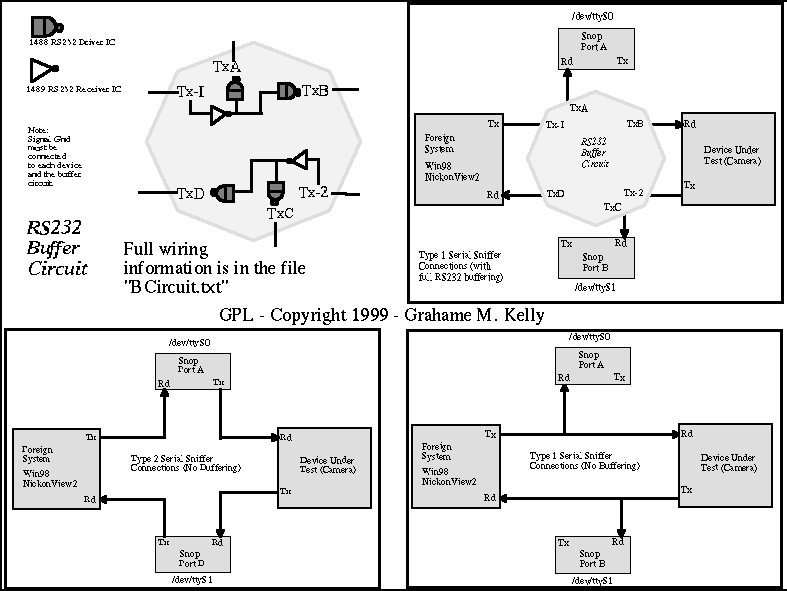 1488 RS232 Driver IC
1489 RS232 Receiver IC
Note:
Signal Gnd
must be
connected
to each device
and the buffer
circuit.
RS232
Buffer
Circuit
TxA
Tx-1
TxB
TxD
Tx-2
TxC
Full wiring
information is in the file
"BCircuit.txt"
/dev/ttyS0
Snop
Port A
Rd
Tx
TxA
Tx
Tx-1
TxB
Rd
Foreign
System
Win98
NickonView2
RS232
Buffer
Circuit
Device Under
Test (Camera)
Rd
TxD
Tx-2
Tx
TxC
Tx
Rd
Snop
Port B
/dev/ttyS1
Type 1 Serial Sniffer
Connections (with
full RS232 buffering)
GPL - Copyright 1999 - Grahame M. Kelly
/dev/ttyS0
Snop
Port A
Rd
Tx
Tx
Rd
Foreign
System
Win98
NickonView2
Type 2 Serial Sniffer
Connections (No Duffering)
Device Under
Test (Camera)
Rd
Tx
Tx
Rd
Snop
Port D
/dev/ttyS1
/dev/ttyS0
Snop
Port A
Rd
Tx
Tx
Rd
Foreign
System
Win98
NickonView2
Type 1 Serial Sniffer
Connections (No Buffering)
Device Under
Test (Camera)
Rd
Tx
Tx
Rd
Snop
Port B
/dev/ttyS1